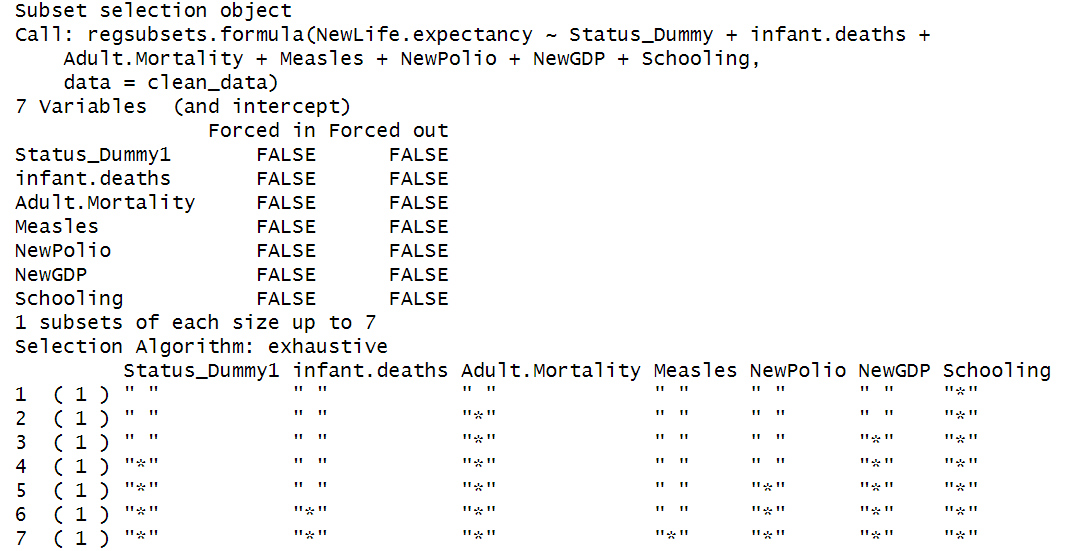 Subset selection object
Call: regsubsets.formula(NewLife.expectancy ~ Status_Dummy + infant.deaths +
    Adult.Mortality + Measles + NewPolio + NewGDP + Schooling,
    data = clean_data)
7 Variables  (and intercept)
                Forced in Forced out
Status_Dummy1       FALSE      FALSE
infant.deaths       FALSE      FALSE
Adult.Mortality     FALSE      FALSE
Measles             FALSE      FALSE
NewPolio            FALSE      FALSE
NewGDP              FALSE      FALSE
Schooling           FALSE      FALSE
1 subsets of each size up to 7
Selection Algorithm: exhaustive
         Status_Dummy1 infant.deaths Adult.Mortality Measles NewPolio NewGDP Schooling
1  ( 1 ) " "           " "           " "             " "     " "      " "    "*"
2  ( 1 ) " "           " "           "*"             " "     " "      " "    "*"
3  ( 1 ) " "           " "           "*"             " "     " "      "*"    "*"
4  ( 1 ) "*"           " "           "*"             " "     " "      "*"    "*"
5  ( 1 ) "*"           " "           "*"             " "     "*"      "*"    "*"
6  ( 1 ) "*"           "*"           "*"             " "     "*"      "*"    "*"
7  ( 1 ) "*"           "*"           "*"             "*"     "*"      "*"    "*"